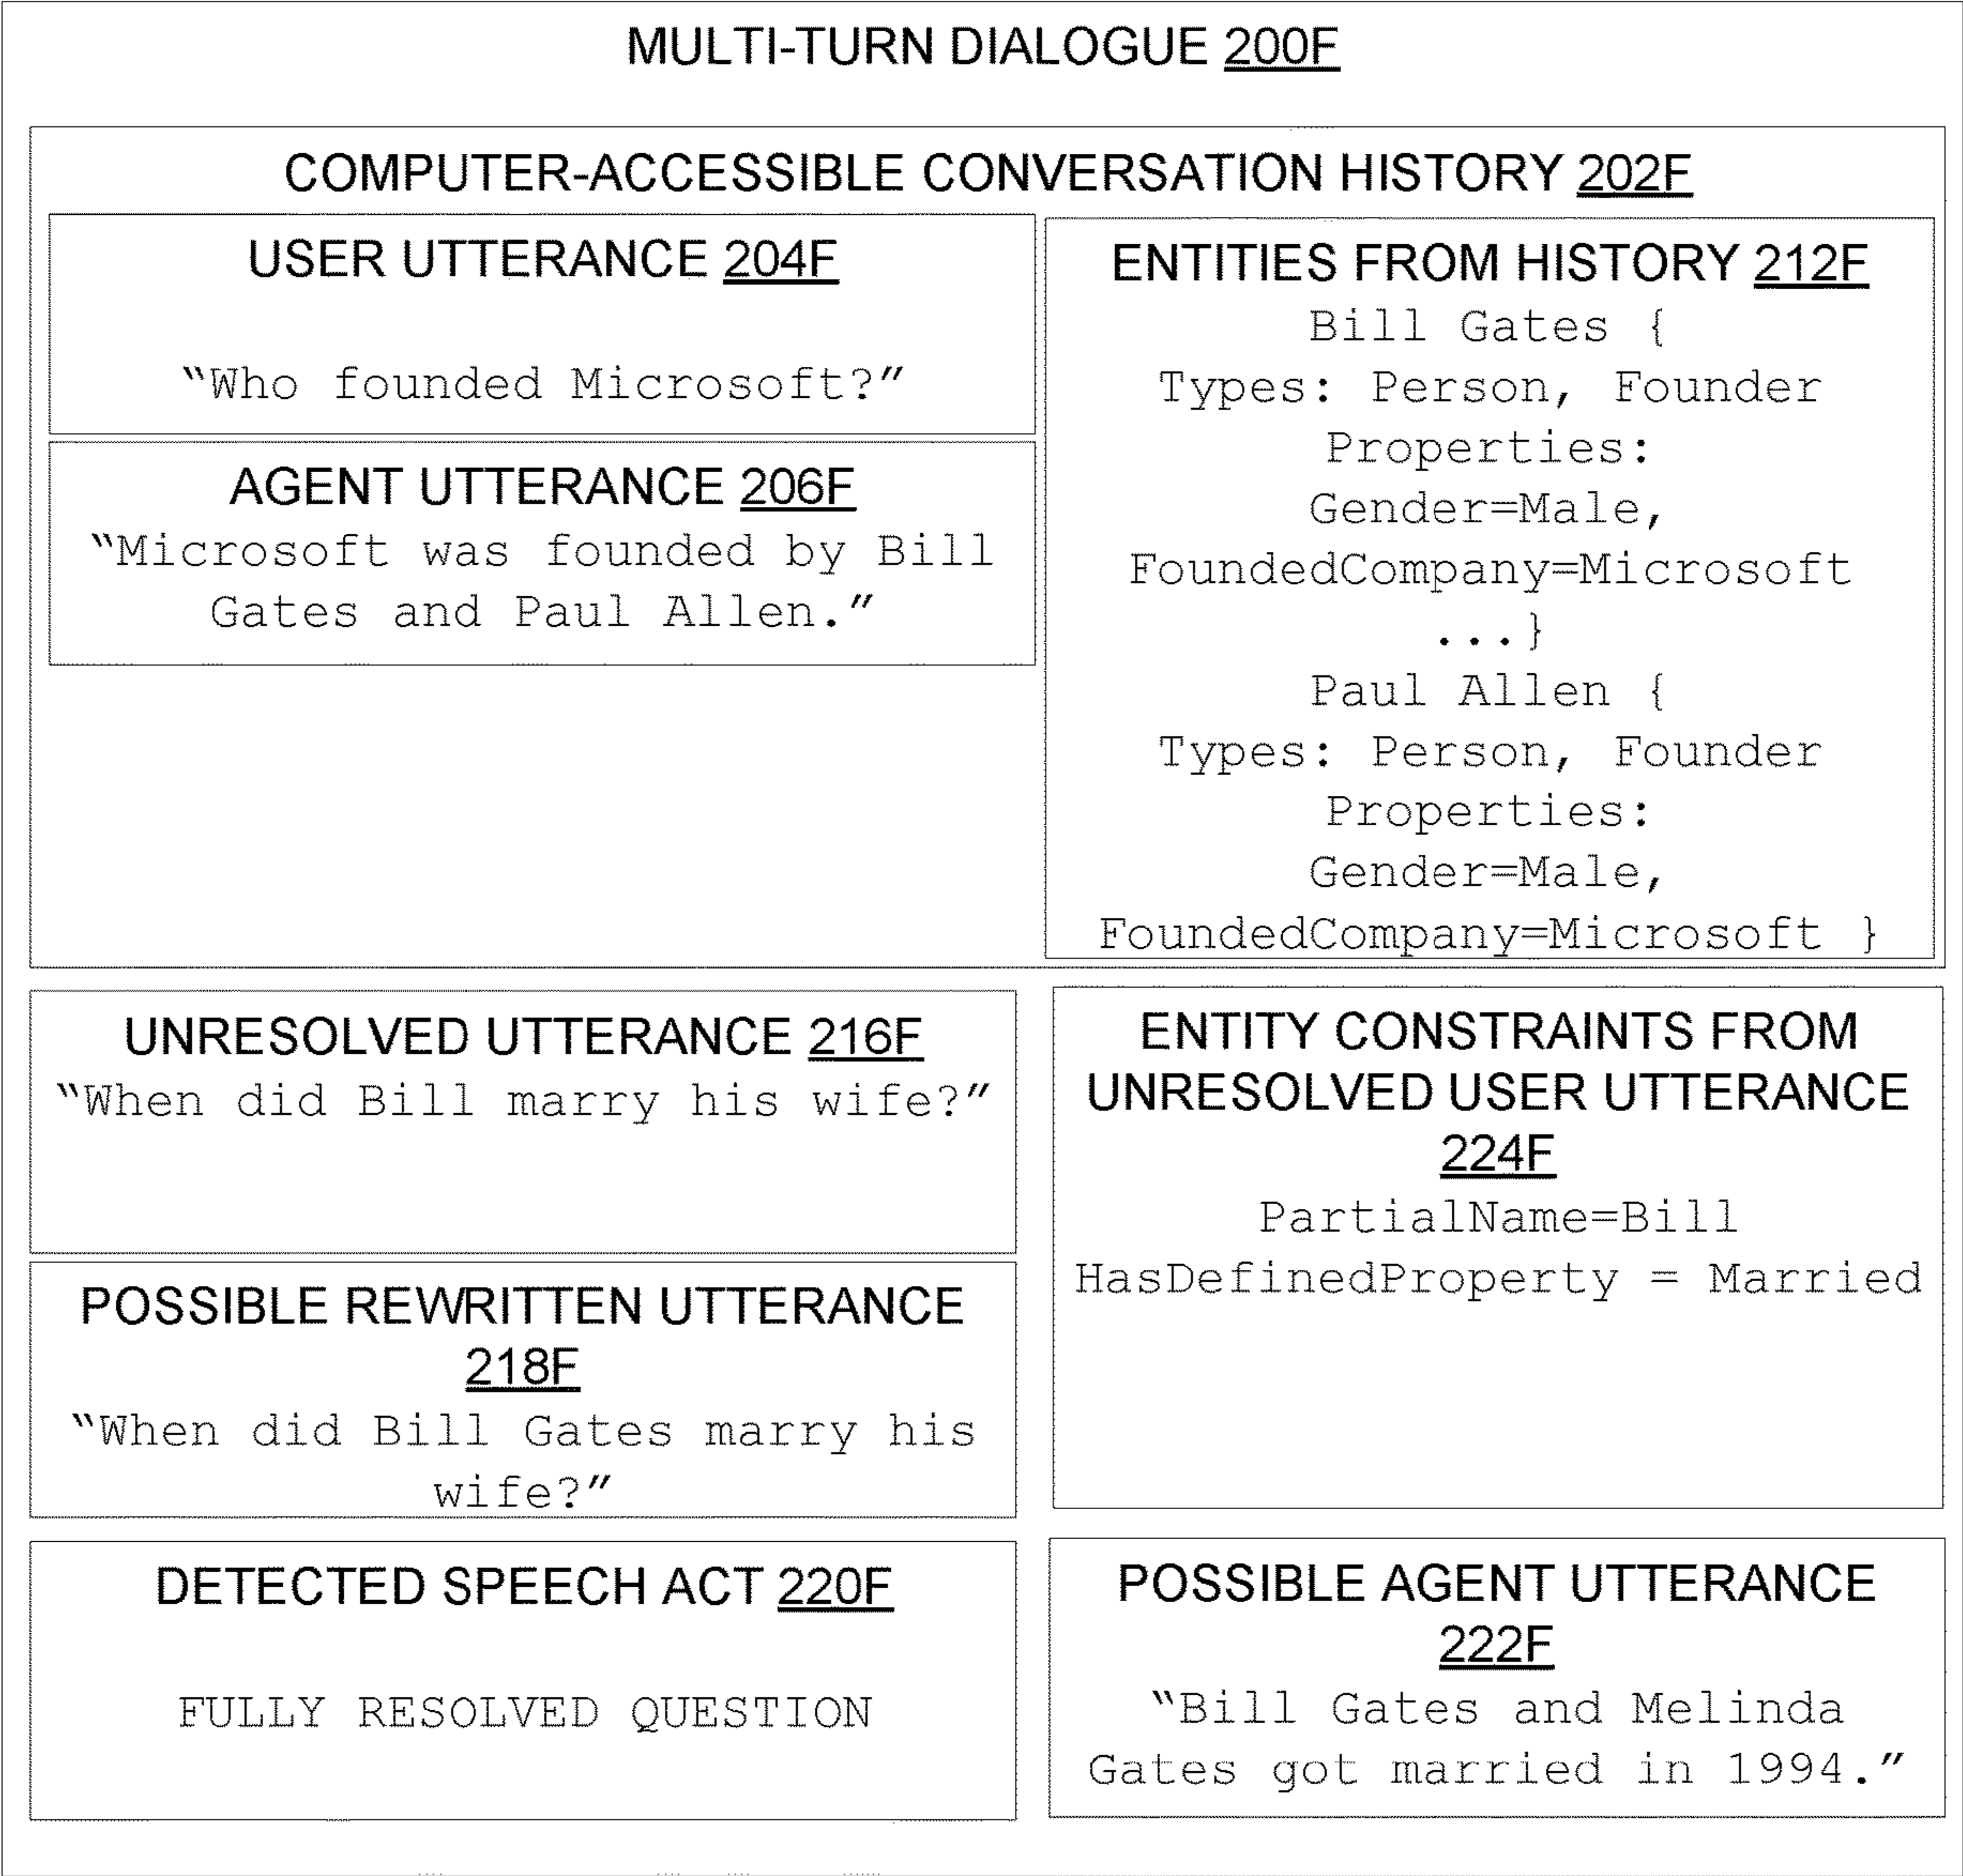 MULTI-TURN DIALOGUE 200F
COMPUTER-ACCESSIBLE CONVERSATION HISTORY 202F
USER UTTERANCE 204F
“Who founded Microsoft?”
AGENT UTTERANCE 206F
“Microsoft was founded by Bill
Gates and Paul Allen.”
ENTITIES FROM HISTORY 212F
Bill Gates {
Types: Person, Founder
Properties:
Gender=Male,
FoundedCompany=Microsoft
...}
Paul Allen {
Types: Person, Founder
Properties:
Gender=Male,
FoundedCompany=Microsoft }
UNRESOLVED UTTERANCE 216F
“When did Bill marry his wife?”
POSSIBLE REWRITTEN UTTERANCE
218F
“When did Bill Gates marry his
wife?”
ENTITY CONSTRAINTS FROM
UNRESOLVED USER UTTERANCE
224F
PartialName=Bill
HasDefinedProperty = Married
DETECTED SPEECH ACT 220F
FULLY RESOLVED QUESTION
POSSIBLE AGENT UTTERANCE
222F
“Bill Gates and Melinda
Gates got married in 1994.”